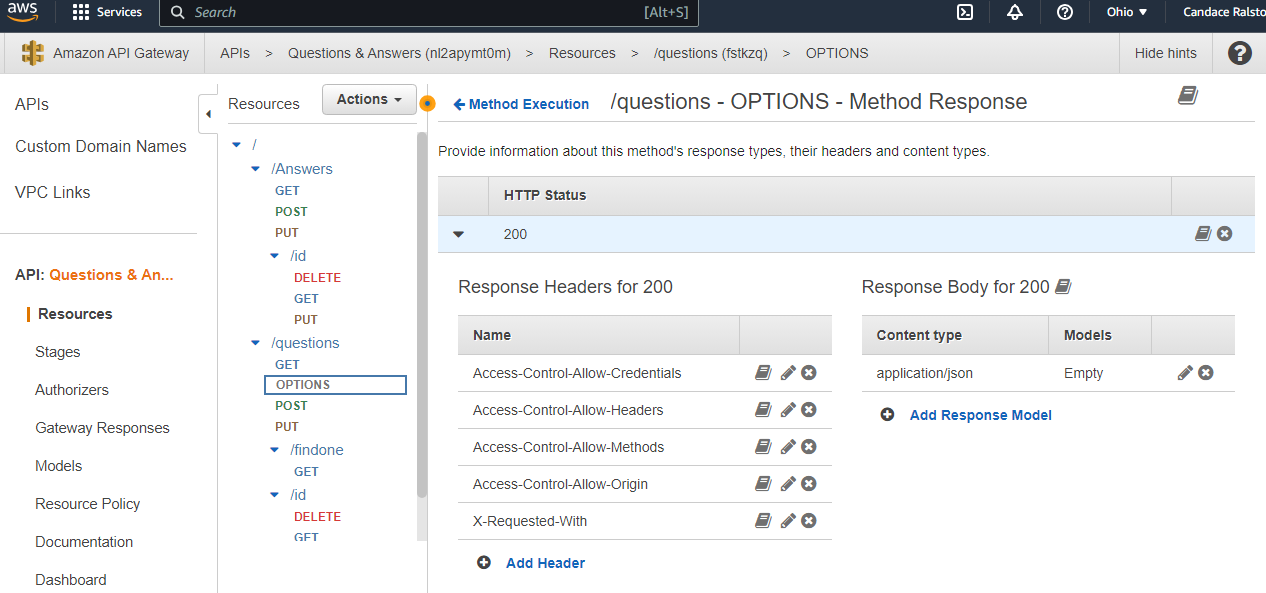 aws
Services
Search
[Alt+S]
Ohio
Candace Ralsto
Amazon API Gateway
APIs > Questions & Answers (nl2apymt0m) > Resources > /questions (fstkzq) > OPTIONS
Hide hints
?
APIs
Custom Domain Names
VPC Links
API: Questions & An...
Resources
Stages
Authorizers
Gateway Responses
Models
Resource Policy
Documentation
Dashboard
Resources
Actions
/
/Answers
GET
POST
PUT
/id
DELETE
GET
PUT
/questions
GET
OPTIONS
POST
PUT
/findone
GET
/id
DELETE
GET
Method Execution
/questions - OPTIONS - Method Response
Provide information about this method's response types, their headers and content types.
HTTP Status
200
Response Headers for 200
Name
Access-Control-Allow-Credentials
Access-Control-Allow-Headers
Access-Control-Allow-Methods
Access-Control-Allow-Origin
X-Requested-With
Add Header
Response Body for 200
Content type Models
application/json Empty
Add Response Model